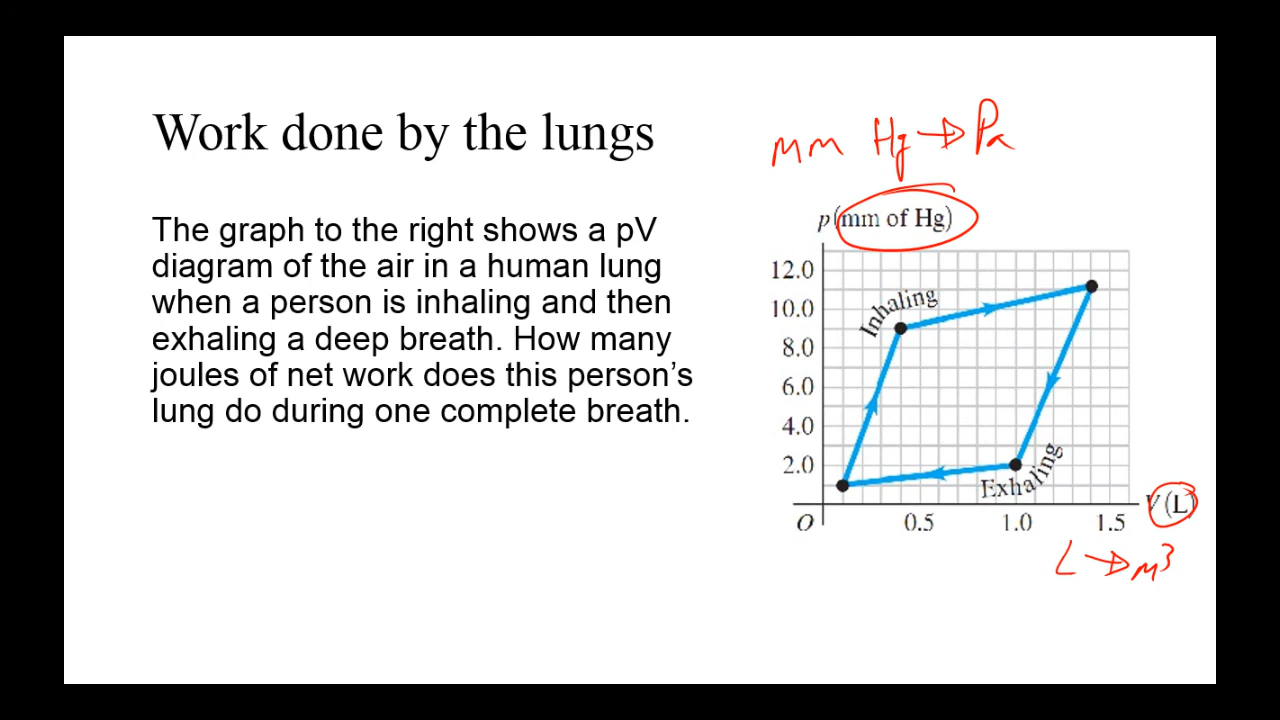 Work done by the lungs
mm Hg → Pa
The graph to the right shows a pV
diagram of the air in a human lung
when a person is inhaling and then
exhaling a deep breath. How many
joules of net work does this person's
lung do during one complete breath.
p (mm of Hg)
12.0
10.0
8.0
6.0
4.0
2.0
Inhaling
Exhaling
O
0.5
1.0
1.5
V (L)
L → m³